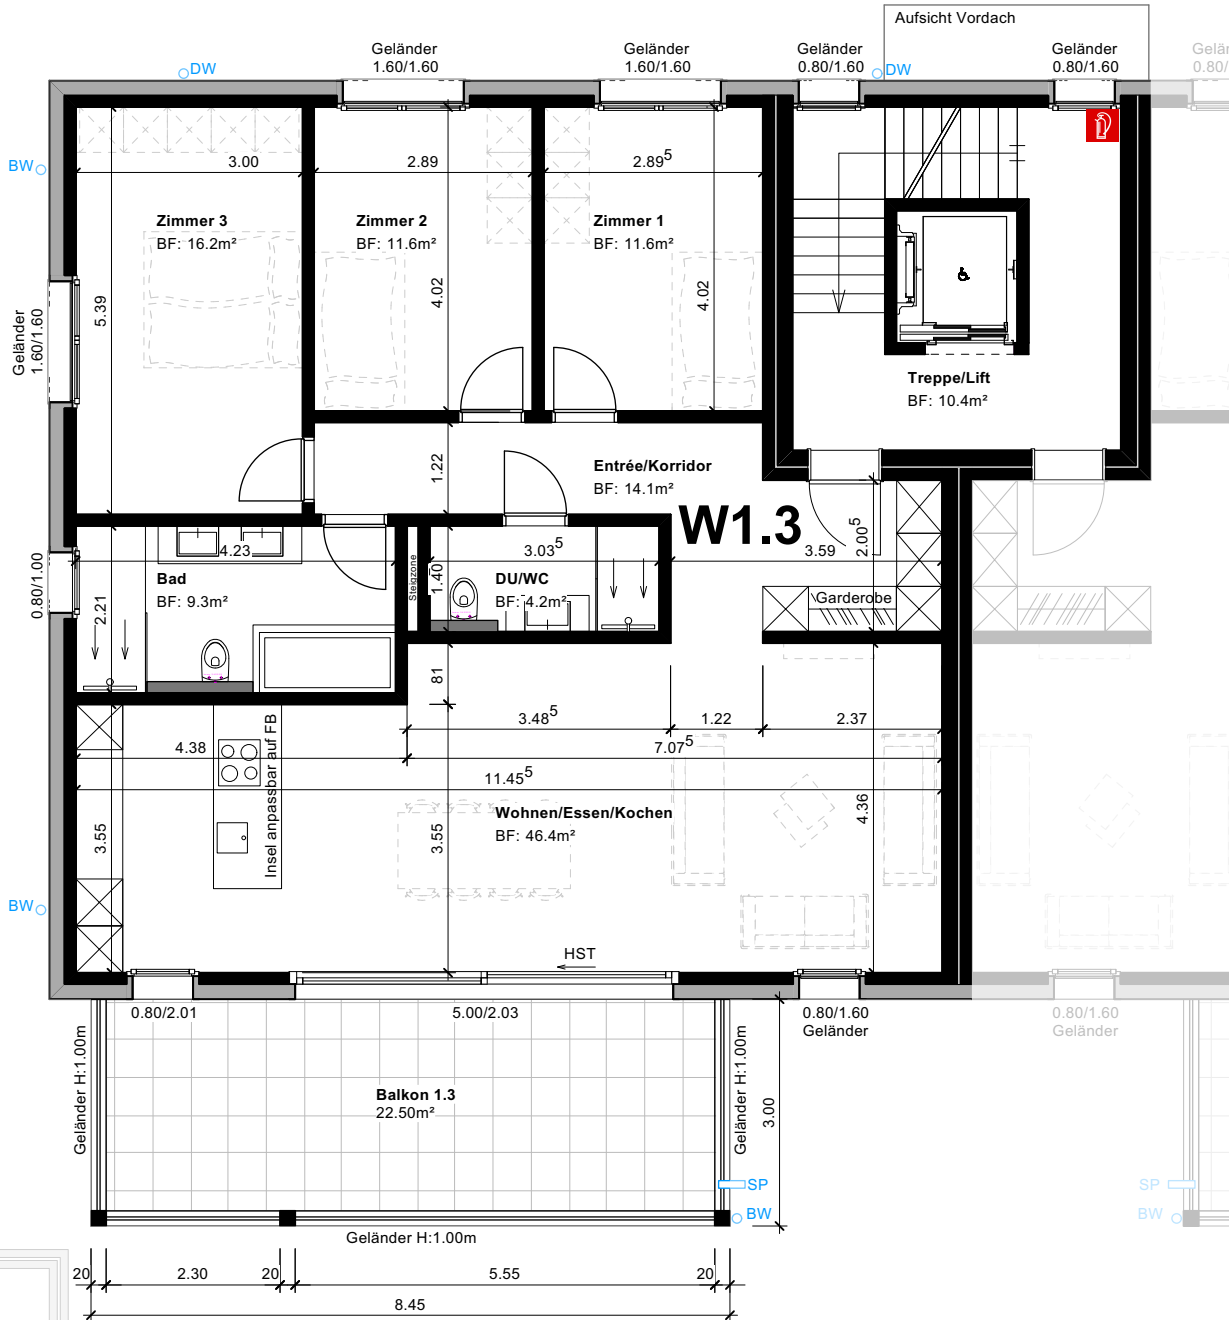 Aufsicht Vordach
Geländer
1.60/1.60
Geländer
1.60/1.60
Geländer
0.80/1.60
Geländer
0.80/1.60
DW
DW
BW
3.00
2.89
2.89⁵
Zimmer 3
BF: 16.2m²
Zimmer 2
BF: 11.6m²
Zimmer 1
BF: 11.6m²
5.39
4.02
4.02
Geländer
1.60/1.60
Treppe/Lift
BF: 10.4m²
1.22
Entrée/Korridor
BF: 14.1m²
W1.3
2.00⁵
4.23
3.03⁵
3.59
0.80/1.00
Bad
BF: 9.3m²
2.21
Steigzone
1.40
DU/WC
BF: 4.2m²
Garderobe
81
3.48⁵
1.22
2.37
4.38
7.07⁵
11.45⁵
Insel anpassbar auf FB
3.55
3.55
4.36
Wohnen/Essen/Kochen
BF: 46.4m²
BW
HST
0.80/2.01
5.00/2.03
0.80/1.60
Geländer
0.80/1.60
Geländer
Geländer H:1.00m
Geländer H:1.00m
3.00
Balkon 1.3
22.50m²
SP
BW
SP
BW
Geländer H:1.00m
20
2.30
20
5.55
20
8.45